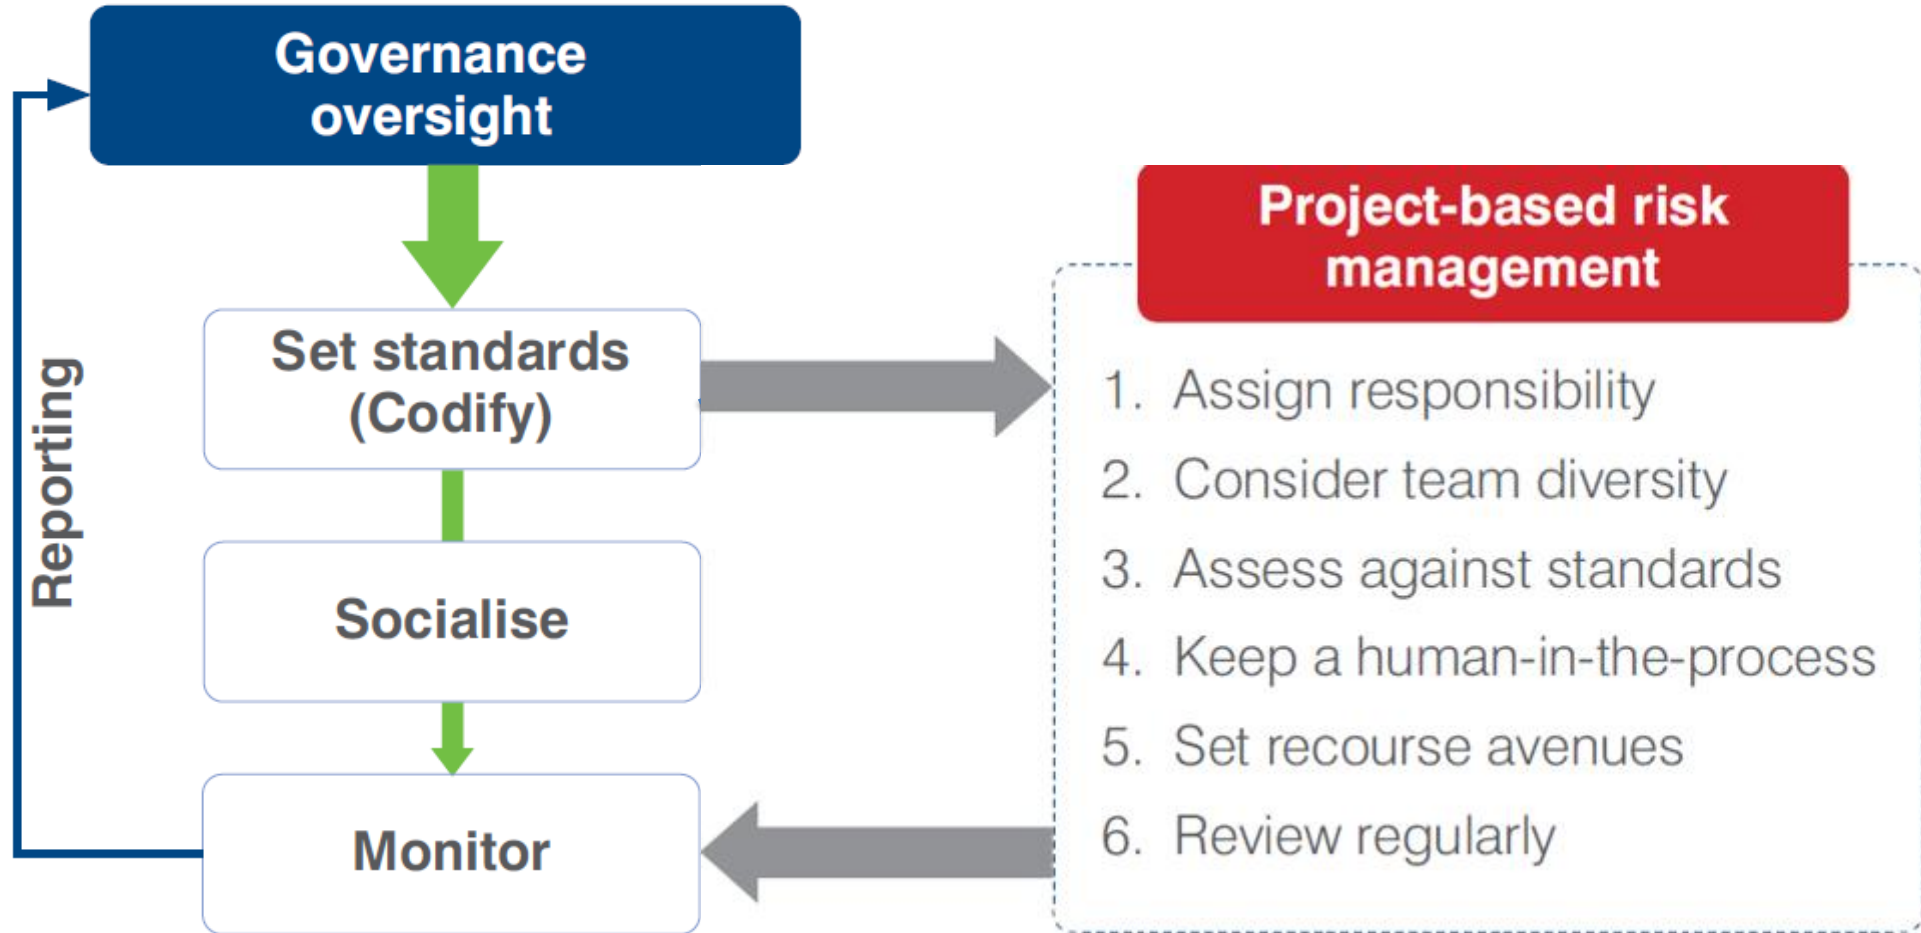 Governance
oversight
Project-based risk
management
Set standards
(Codify)
Reporting
Socialise
Monitor
1. Assign responsibility
2. Consider team diversity
3. Assess against standards
4. Keep a human-in-the-process
5. Set recourse avenues
6. Review regularly